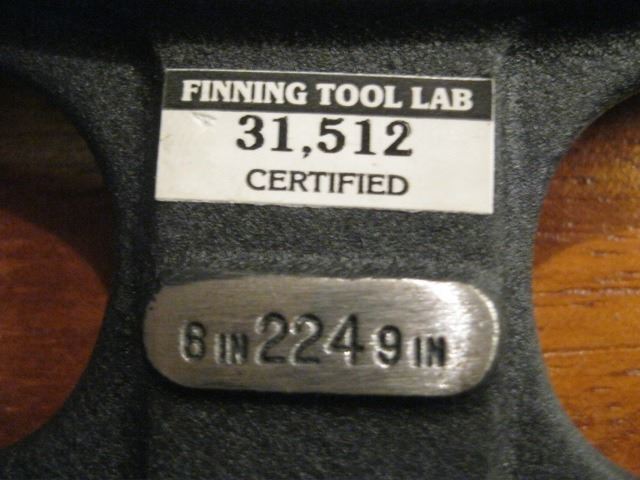 FINNING TOOL LAB
31,512
CERTIFIED
8 IN 224 9 IN